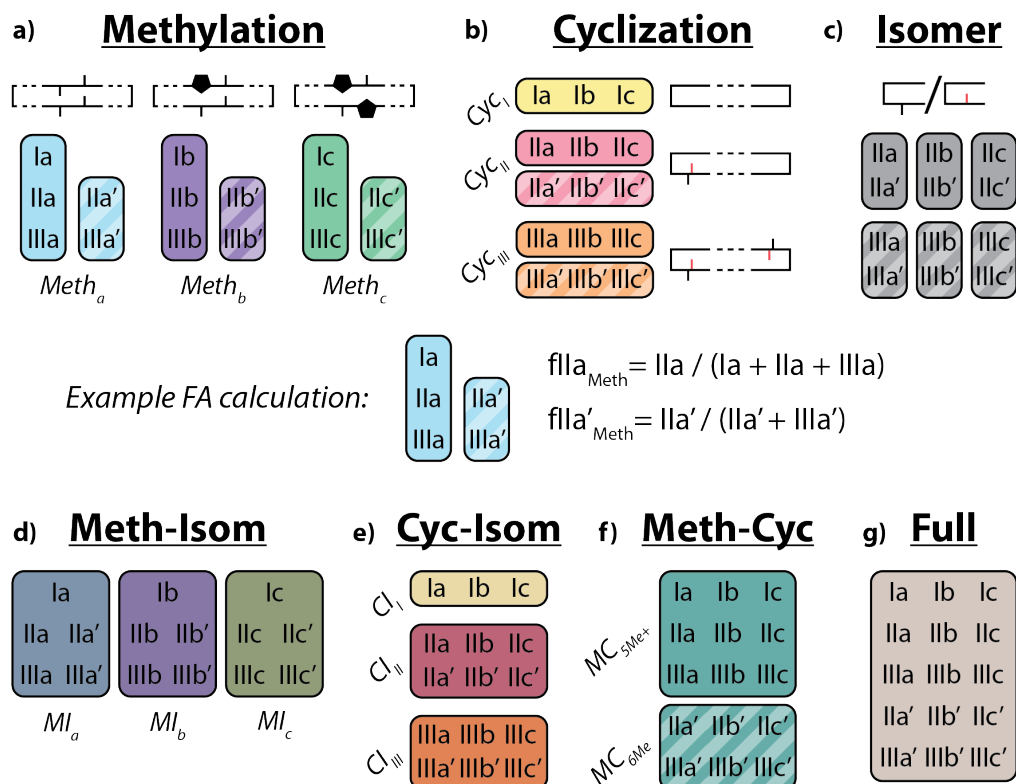 a) Methylation
Ia
IIa
IIIa
IIa’
IIIa’
Meth_a
Ib
IIb
IIIb
IIb’
IIIb’
Meth_b
Ic
IIc
IIIc
IIc’
IIIc’
Meth_c
b) Cyclization
Cyc_I
Ia Ib Ic
Cyc_II
IIa IIb IIc
IIa’ IIb’ IIc’
Cyc_III
IIIa IIIb IIIc
IIIa’ IIIb’ IIIc’
c) Isomer
/
IIa IIb IIc
IIa’ IIb’ IIc’
IIIa IIIb IIIc
IIIa’ IIIb’ IIIc’
Example FA calculation:
Ia
IIa
IIIa
IIa’
IIIa’
fIIa_Meth = IIa / (Ia + IIa + IIIa)
fIIa’_Meth = IIa’ / (IIa’ + IIIa’)
d) Meth-Isom
Ia
IIa IIa’
IIIa IIIa’
MI_a
Ib
IIb IIb’
IIIb IIIb’
MI_b
Ic
IIc IIc’
IIIc IIIc’
MI_c
e) Cyc-Isom
CI_I
Ia Ib Ic
CI_II
IIa IIb IIc
IIa’ IIb’ IIc’
CI_III
IIIa IIIb IIIc
IIIa’ IIIb’ IIIc’
f) Meth-Cyc
MC_5Me+
Ia Ib Ic
IIa IIb IIc
IIIa IIIb IIIc
MC_6Me
IIa’ IIb’ IIc’
IIIa’ IIIb’ IIIc’
g) Full
Ia Ib Ic
IIa IIb IIc
IIIa IIIb IIIc
IIa’ IIb’ IIc’
IIIa’ IIIb’ IIIc’